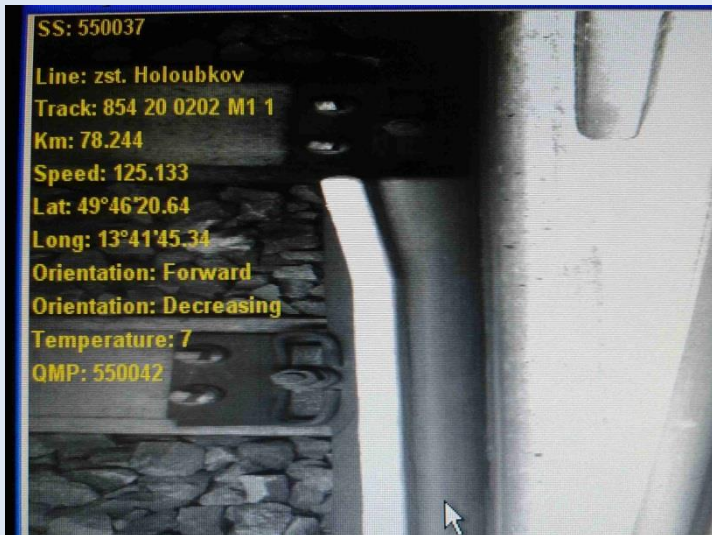 SS: 550037
Line: zst. Holoubkov
Track: 854 20 0202 M1 1
Km: 78.244
Speed: 125.133
Lat: 49°46'20.64
Long: 13°41'45.34
Orientation: Forward
Orientation: Decreasing
Temperature: 7
QMP: 550042